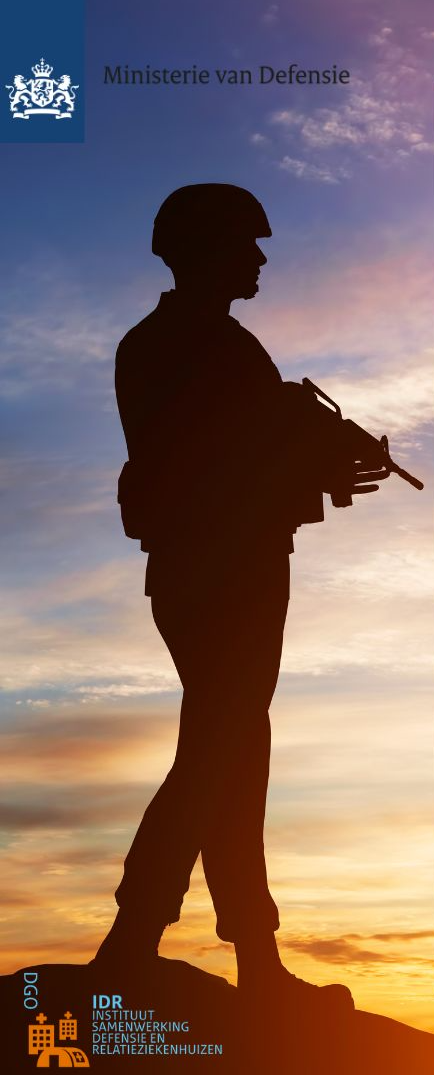 Ministerie van Defensie
DGO
IDR
INSTITUUT
SAMENWERKING
DEFENSIE EN
RELATIEZIEKENHUIZEN